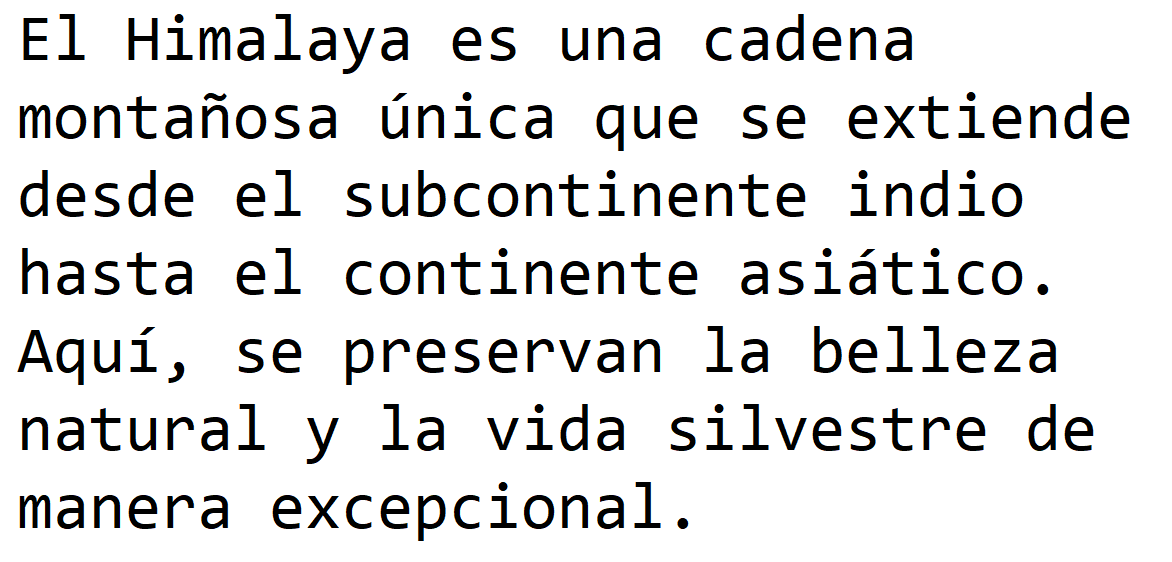 El Himalaya es una cadena
montañosa única que se extiende
desde el subcontinente indio
hasta el continente asiático.
Aquí, se preservan la belleza
natural y la vida silvestre de
manera excepcional.